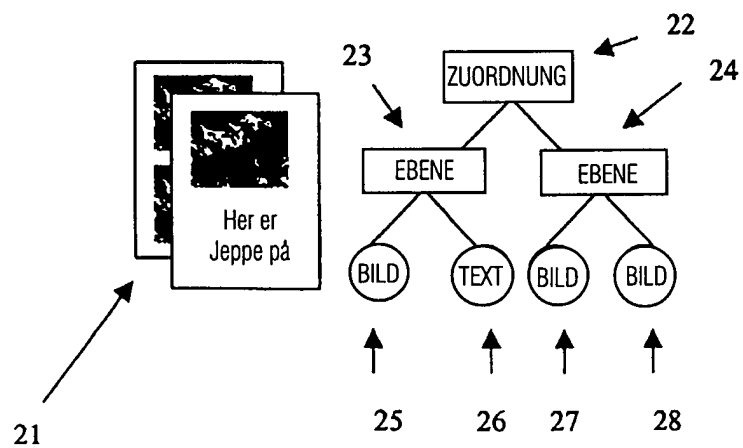 22
23
ZUORDNUNG
24
EBENE
EBENE
Her er
Jeppe på
BILD
TEXT
BILD
BILD
21
25
26
27
28